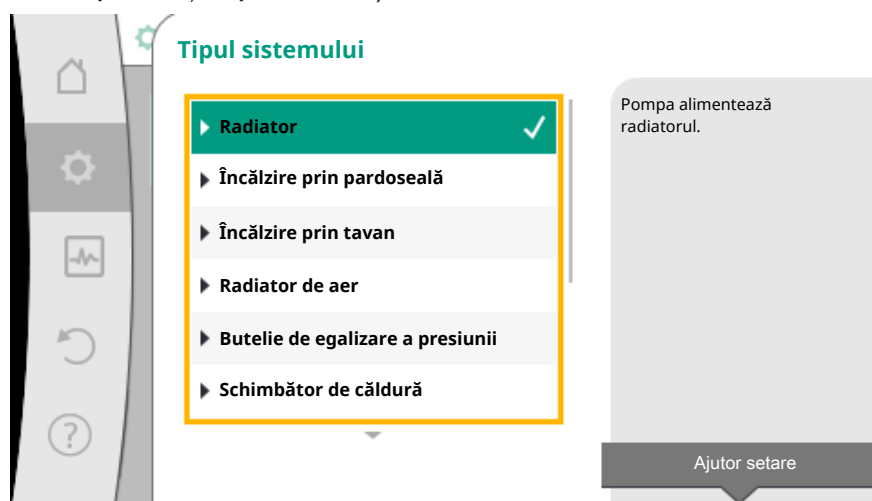 Tipul sistemului
Radiator
Încălzire prin pardoseală
Încălzire prin tavan
Radiator de aer
Butelie de egalizare a presiunii
Schimbător de căldură
Pompa alimentează
radiatorul.
?
Ajutor setare